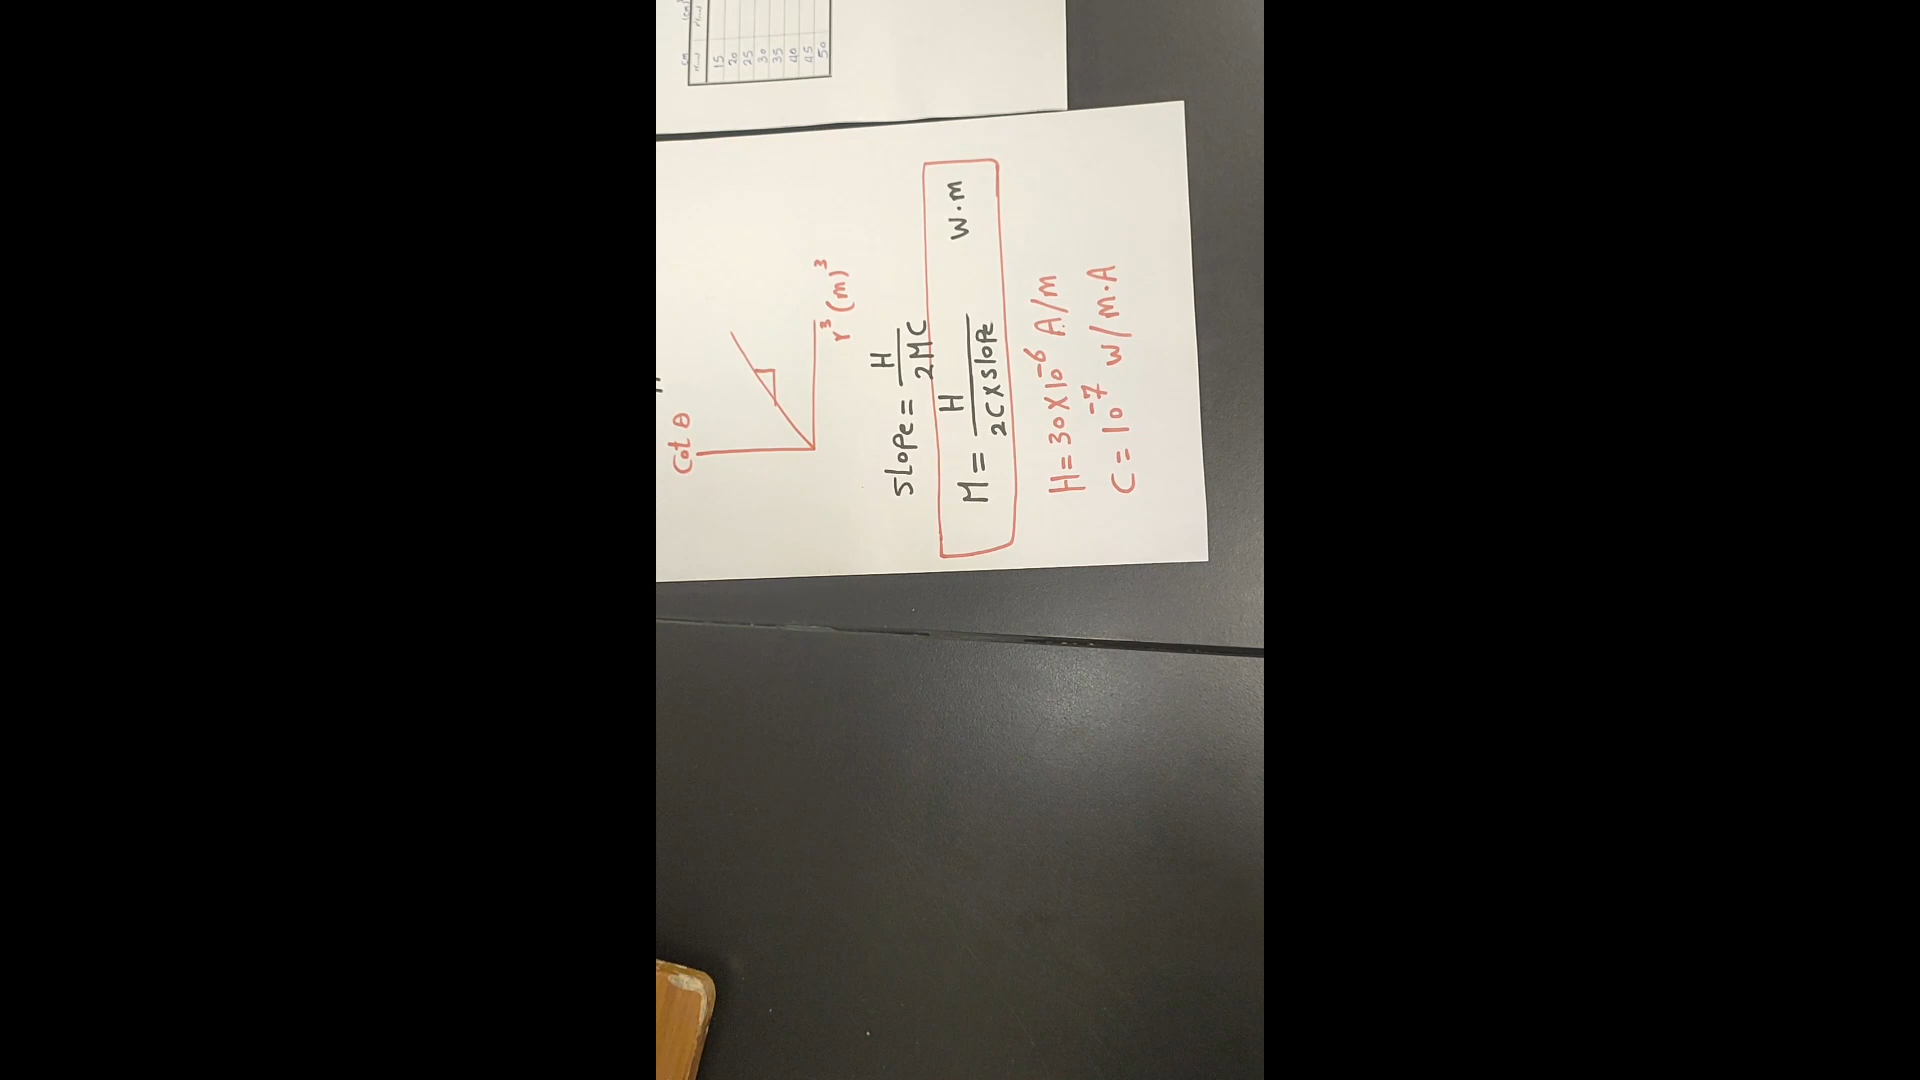 cm
15
20
25
30
35
40
45
50
Cot θ
r³ (m)³
Slope = H / 2MC
M = H / 2C x slope W.m
H = 30 x 10⁻⁶ A/m
C = 10⁻⁷ W/m.A